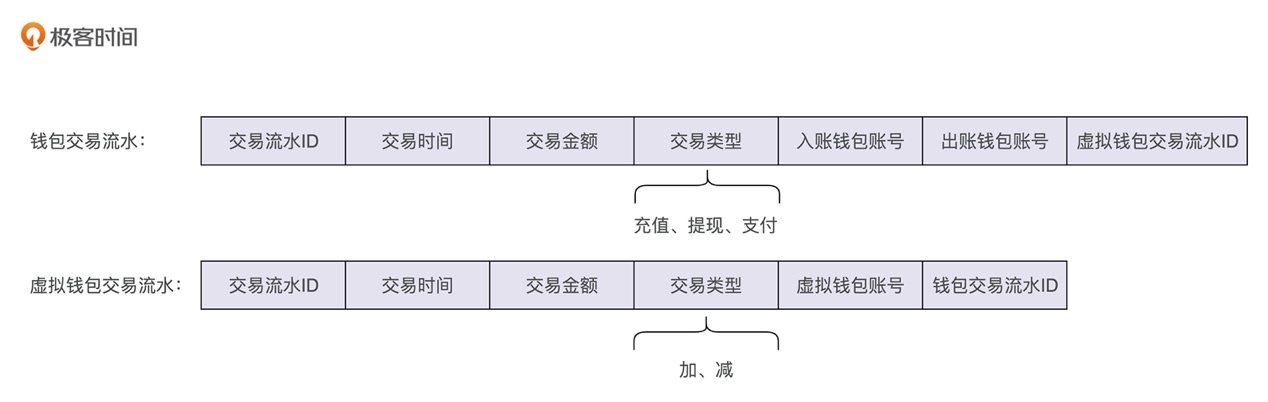 极客时间
钱包交易流水： 交易流水ID 交易时间 交易金额 交易类型 入账钱包账号 出账钱包账号 虚拟钱包交易流水ID
充值、提现、支付
虚拟钱包交易流水： 交易流水ID 交易时间 交易金额 交易类型 虚拟钱包账号 钱包交易流水ID
加、减